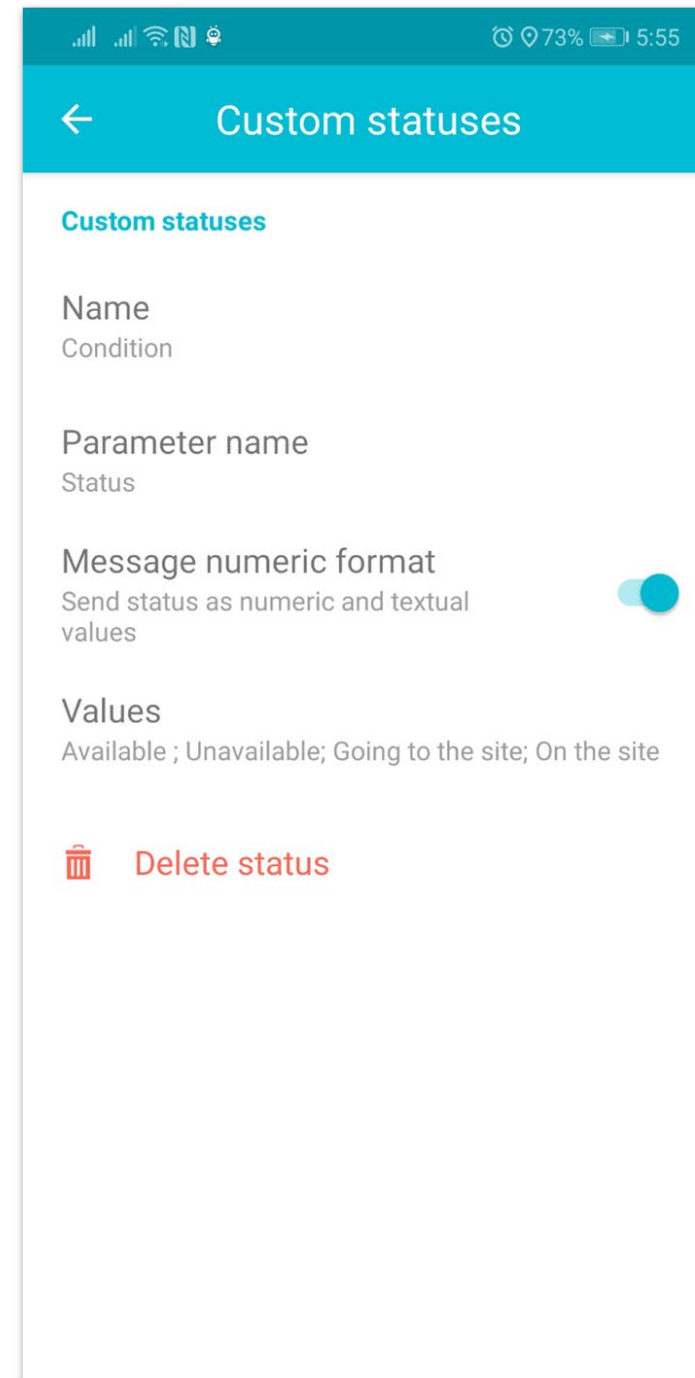 73% 5:55
Custom statuses
Custom statuses
Name
Condition
Parameter name
Status
Message numeric format
Send status as numeric and textual
values
Values
Available ; Unavailable; Going to the site; On the site
Delete status